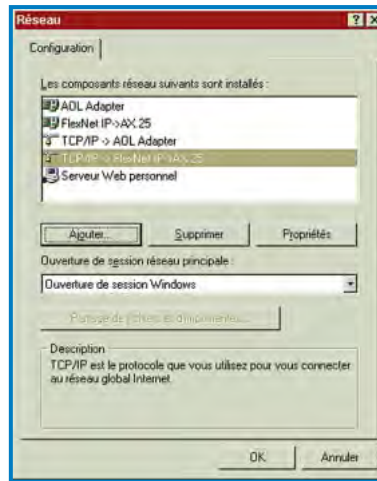 Réseau
Configuration
Les composants réseau suivants sont installés :
AOL Adapter
FlexNet IP->AX.25
TCP/IP -> AOL Adapter
TCP/IP -> FlexNet IP->AX.25
Serveur Web personnel
Ajouter...
Supprimer
Propriétés
Ouverture de session réseau principale :
Ouverture de session Windows
Partage de fichiers et d'imprimantes...
Description
TCP/IP est le protocole que vous utilisez pour vous connecter
au réseau global Internet.
OK
Annuler